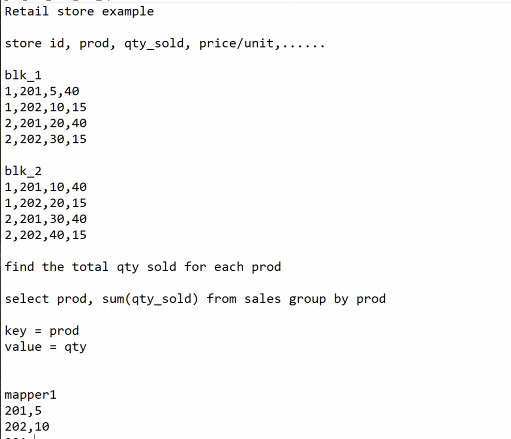 Retail store example
store id, prod, qty_sold, price/unit,......
blk_1
1,201,5,40
1,202,10,15
2,201,20,40
2,202,30,15
blk_2
1,201,10,40
1,202,20,15
2,201,30,40
2,202,40,15
find the total qty sold for each prod
select prod, sum(qty_sold) from sales group by prod
key = prod
value = qty
mapper1
201,5
202,10